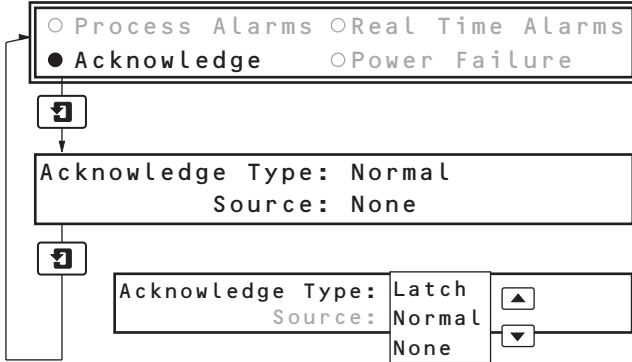 ○ Process Alarms ○ Real Time Alarms
● Acknowledge ○ Power Failure
Acknowledge Type: Normal
Source: None
Acknowledge Type: Latch
Source: Normal
None